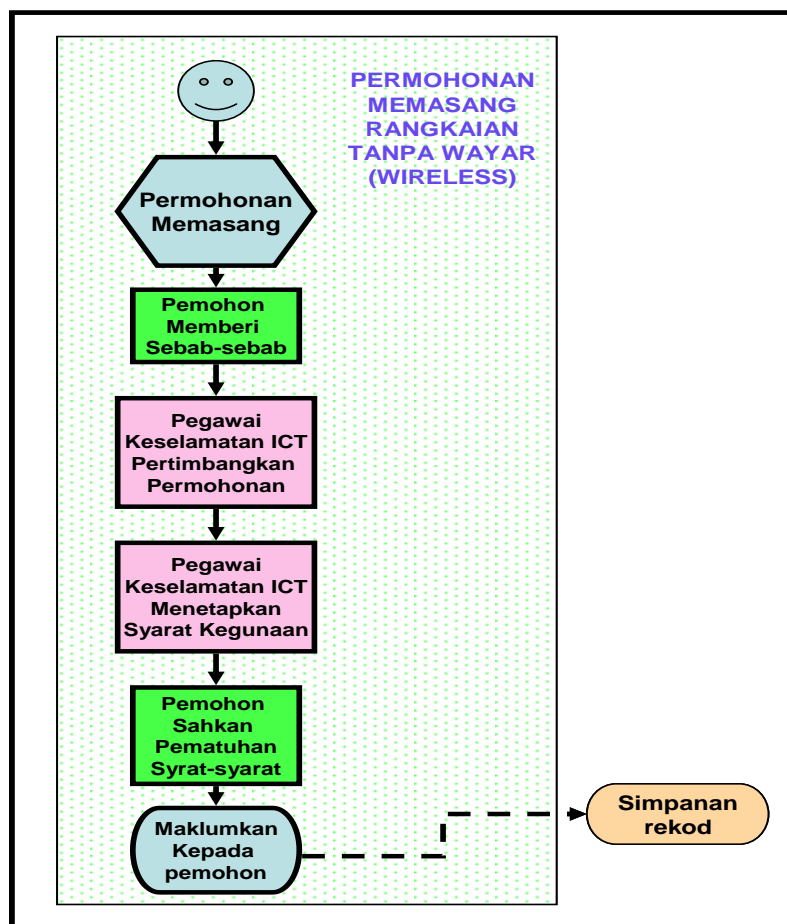 PERMOHONAN
MEMASANG
RANGKAIAN
TANPA WAYAR
(WIRELESS)
Permohonan
Memasang
Pemohon
Memberi
Sebab-sebab
Pegawai
Keselamatan ICT
Pertimbangkan
Permohonan
Pegawai
Keselamatan ICT
Menetapkan
Syarat Kegunaan
Pemohon
Sahkan
Pematuhan
Syrat-syarat
Maklumkan
Kepada
pemohon
Simpanan
rekod